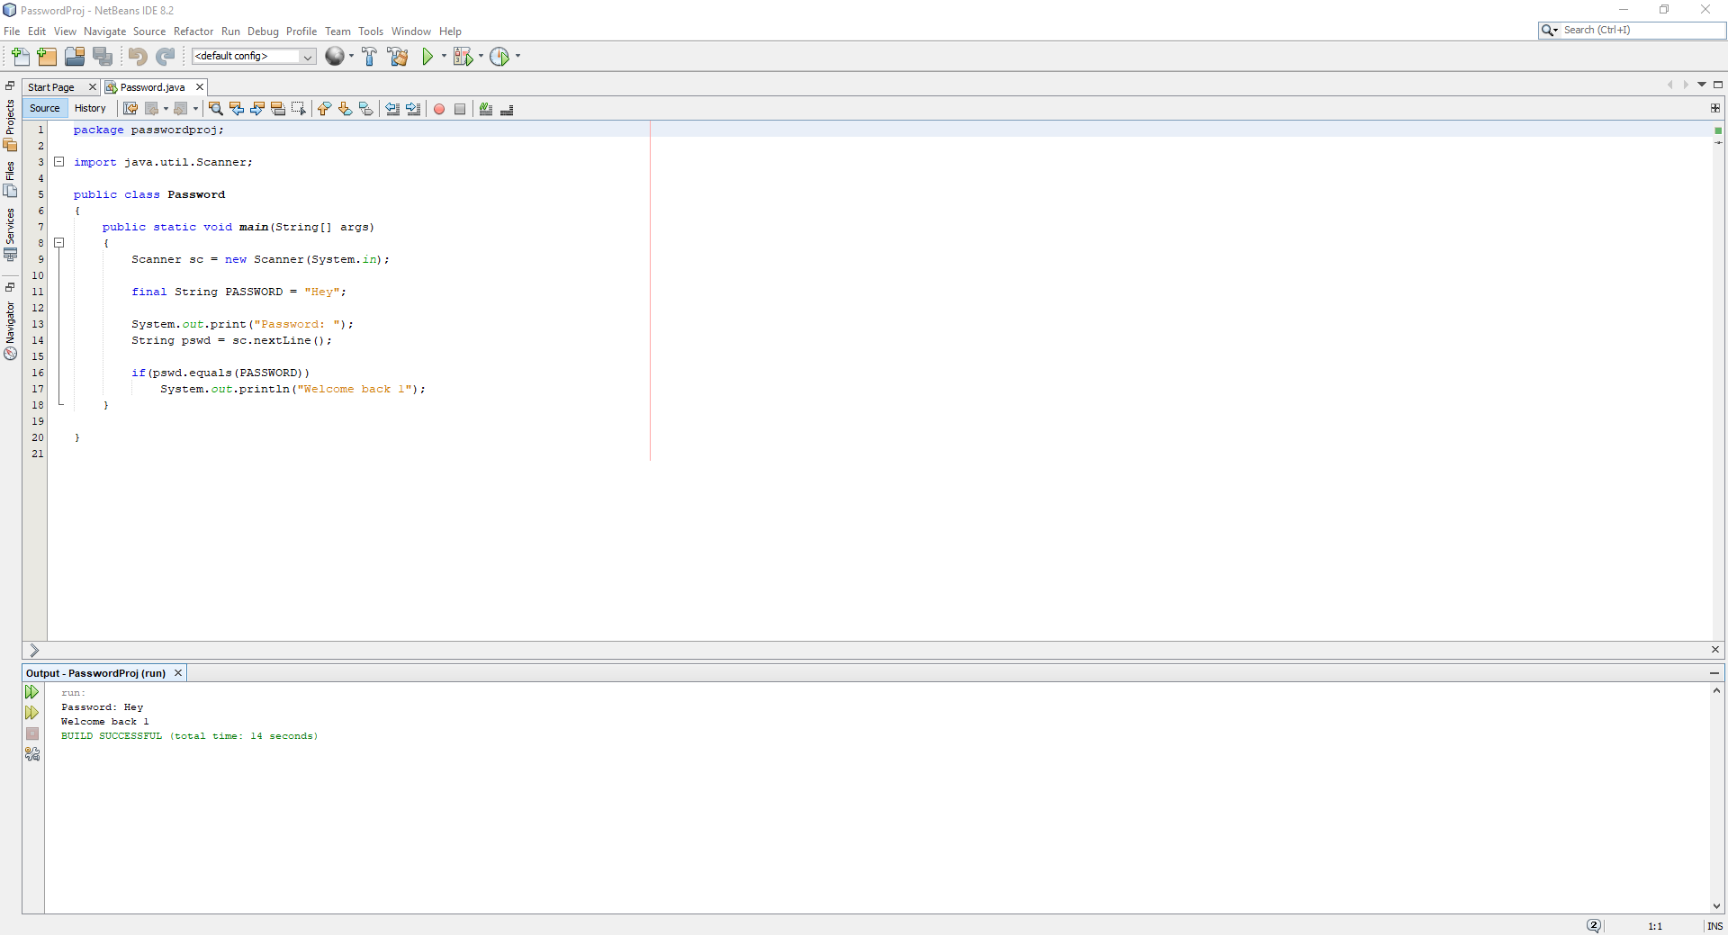 PasswordProj - NetBeans IDE 8.2
File Edit View Navigate Source Refactor Run Debug Profile Team Tools Window Help
Search (Ctrl+I)
<default config>
Start Page
Password.java
Source History
Projects
Files
Services
Navigator
1 package passwordproj;
2
3 import java.util.Scanner;
4
5 public class Password
6 {
7 public static void main(String[] args)
8 {
9 Scanner sc = new Scanner(System.in);
10
11 final String PASSWORD = "Hey";
12
13 System.out.print("Password: ");
14 String pswd = sc.nextLine();
15
16 if(pswd.equals(PASSWORD))
17 System.out.println("Welcome back 1");
18 }
19
20 }
21
Output - PasswordProj (run)
run:
Password: Hey
Welcome back 1
BUILD SUCCESSFUL (total time: 14 seconds)
2 1:1 INS